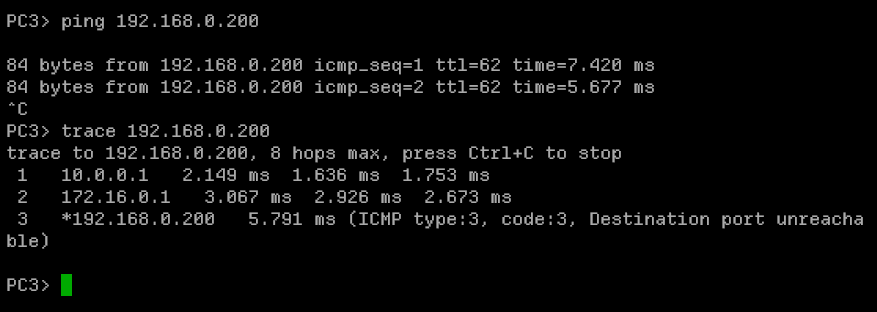 PC3> ping 192.168.0.200
84 bytes from 192.168.0.200 icmp_seq=1 ttl=62 time=7.420 ms
84 bytes from 192.168.0.200 icmp_seq=2 ttl=62 time=5.677 ms
^C
PC3> trace 192.168.0.200
trace to 192.168.0.200, 8 hops max, press Ctrl+C to stop
 1   10.0.0.1   2.149 ms  1.636 ms  1.753 ms
 2   172.16.0.1   3.067 ms  2.926 ms  2.673 ms
 3   *192.168.0.200   5.791 ms (ICMP type:3, code:3, Destination port unreacha
ble)
PC3>